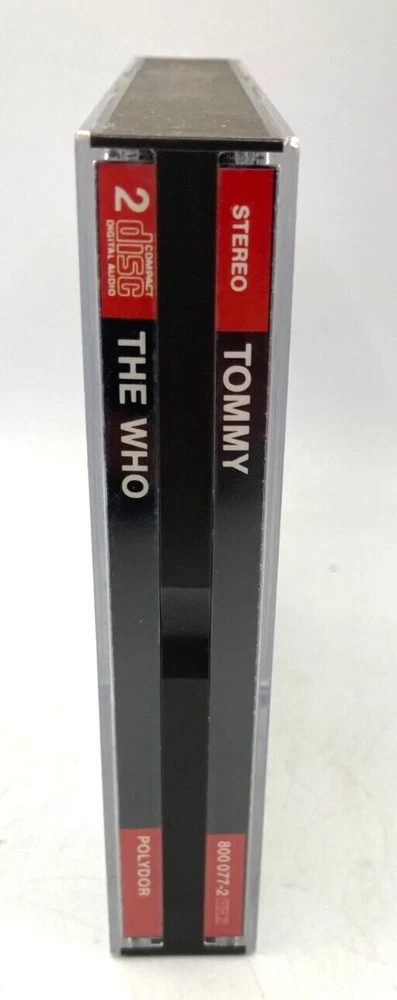 STEREO TOMMY 800 077-2
2 COMPACT disc DIGITAL AUDIO THE WHO POLYDOR